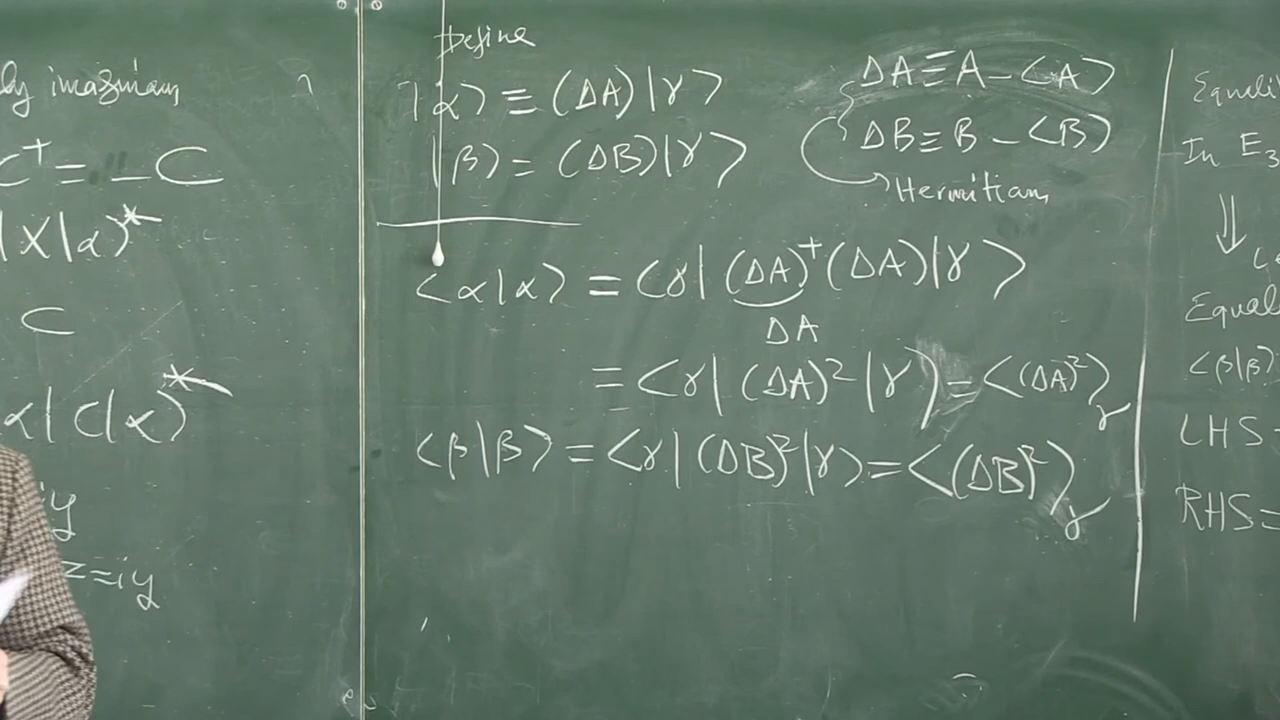 ly imaginary
C⁺ = - C
|X|α)*
C
α|C|α)*
iy
z=iy
Define
|α⟩ ≡ (ΔA)|γ⟩
|β⟩ = (ΔB)|γ⟩
ΔA ≡ A - ⟨A⟩
ΔB ≡ B - ⟨B⟩
Hermitian
⟨α|α⟩ = ⟨γ|(ΔA)⁺(ΔA)|γ⟩
ΔA
= ⟨γ|(ΔA)²|γ⟩ = ⟨(ΔA)²⟩γ
⟨β|β⟩ = ⟨γ|(ΔB)²|γ⟩ = ⟨(ΔB)²⟩γ
Equali
In E₃
⇓
Equal
⟨β|β⟩
LHS =
RHS =